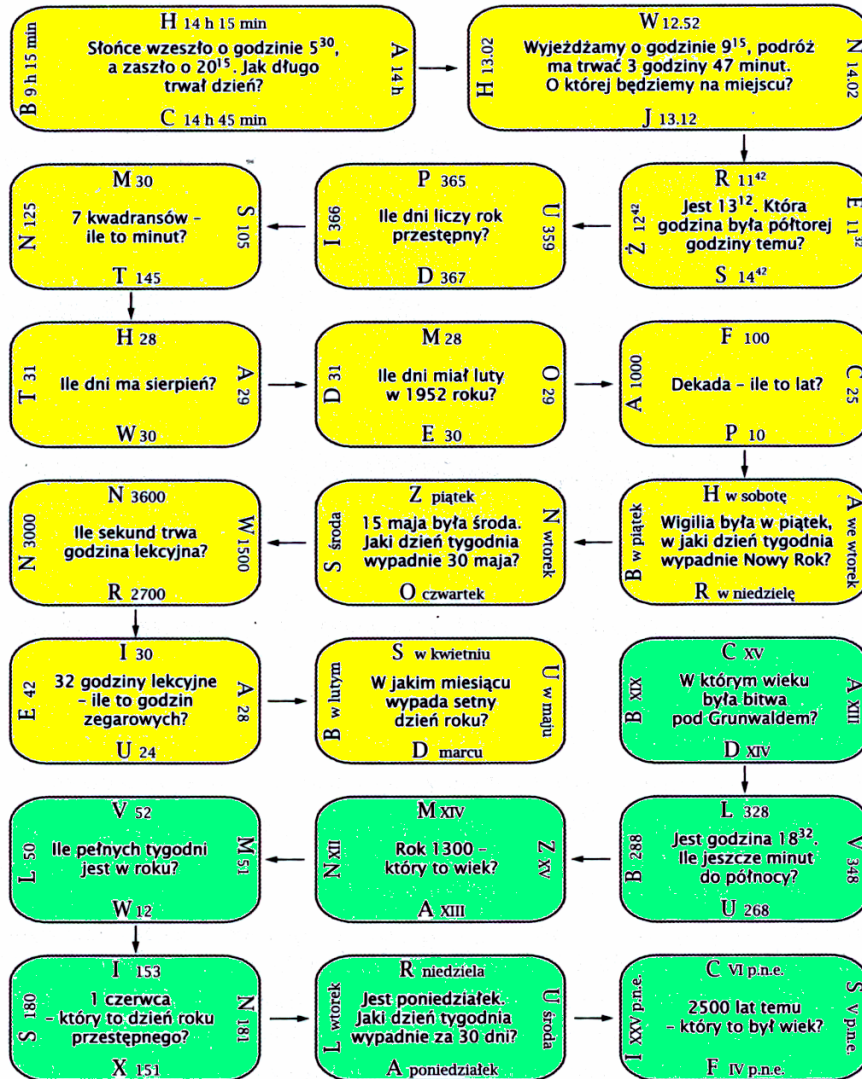 H 14 h 15 min
B 9 h 15 min
Słońce wzeszło o godzinie 5³⁰,
a zaszło o 20¹⁵. Jak długo
trwał dzień?
A 14 h
C 14 h 45 min
W 12.52
H 13.02
Wyjeżdżamy o godzinie 9¹⁵, podróż
ma trwać 3 godziny 47 minut.
O której będziemy na miejscu?
N 14.02
J 13.12
M 30
N 125
7 kwadransów –
ile to minut?
S 105
T 145
P 365
I 366
Ile dni liczy rok
przestępny?
U 359
D 367
R 11⁴²
Ż 12⁴²
Jest 13¹². Która
godzina była półtorej
godziny temu?
E 11³²
S 14⁴²
H 28
T 31
Ile dni ma sierpień?
A 29
W 30
M 28
D 31
Ile dni miał luty
w 1952 roku?
O 29
E 30
F 100
A 1000
Dekada – ile to lat?
C 25
P 10
N 3600
N 3000
Ile sekund trwa
godzina lekcyjna?
W 1500
R 2700
Z piątek
S środa
15 maja była środa.
Jaki dzień tygodnia
wypadnie 30 maja?
N wtorek
O czwartek
H w sobotę
B w piątek
Wigilia była w piątek,
w jaki dzień tygodnia
wypadnie Nowy Rok?
A we wtorek
R w niedzielę
I 30
E 42
32 godziny lekcyjne
– ile to godzin
zegarowych?
A 28
U 24
S w kwietniu
B w lutym
W jakim miesiącu
wypada setny
dzień roku?
U w maju
D marcu
C XV
B XIX
W którym wieku
była bitwa
pod Grunwaldem?
A XIII
D XIV
V 52
L 50
Ile pełnych tygodni
jest w roku?
M 51
W 12
M XIV
N XII
Rok 1300 –
który to wiek?
Z XV
A XIII
L 328
B 288
Jest godzina 18³².
Ile jeszcze minut
do północy?
V 348
U 268
I 153
S 180
1 czerwca
– który to dzień roku
przestępnego?
N 181
X 151
R niedziela
L wtorek
Jest poniedziałek.
Jaki dzień tygodnia
wypadnie za 30 dni?
U środa
A poniedziałek
C VI p.n.e.
I XXV p.n.e.
2500 lat temu
– który to był wiek?
S V p.n.e.
F IV p.n.e.